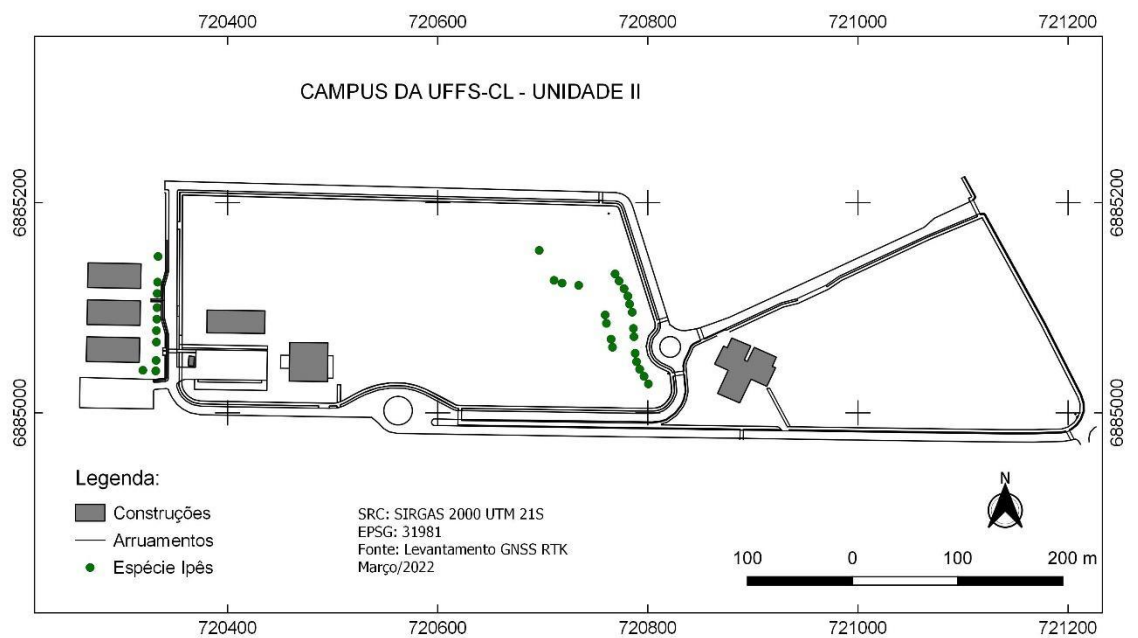 720400 720600 720800 721000 721200
CAMPUS DA UFFS-CL - UNIDADE II
6885200 6885200
6885000 6885000
Legenda:
Construções
Arruamentos
Espécie Ipês
SRC: SIRGAS 2000 UTM 21S
EPSG: 31981
Fonte: Levantamento GNSS RTK
Março/2022
N
100 0 100 200 m
720400 720600 720800 721000 721200